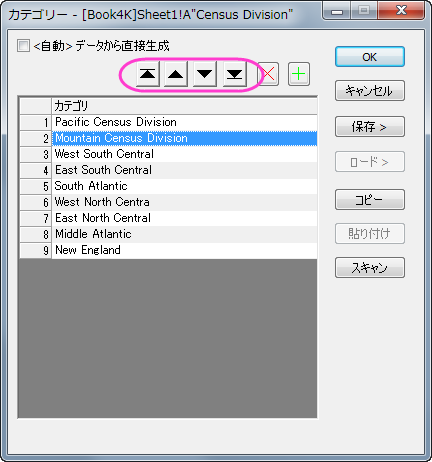 カテゴリー - [Book4K]Sheet1!A"Census Division"
<自動> データから直接生成
OK
キャンセル
保存 >
ロード >
コピー
貼り付け
スキャン
カテゴリ
1 Pacific Census Division
2 Mountain Census Division
3 West South Central
4 East South Central
5 South Atlantic
6 West North Centra
7 East North Central
8 Middle Atlantic
9 New England